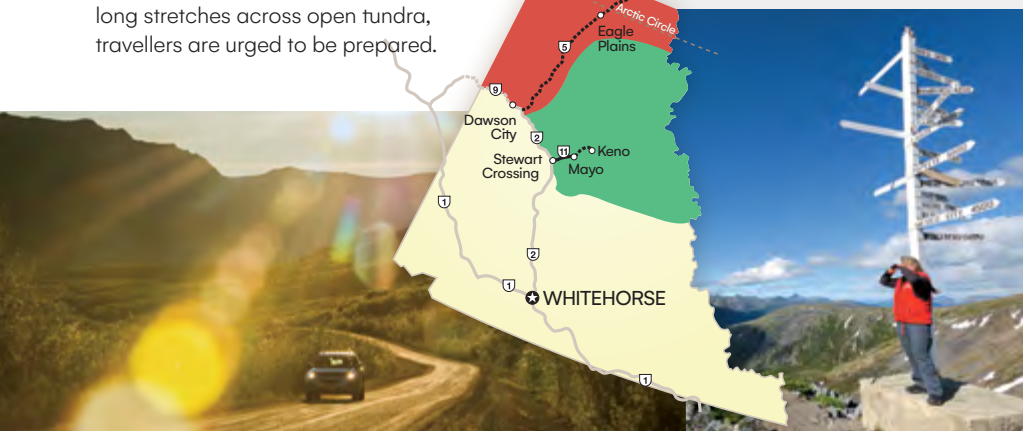 long stretches across open tundra,
travellers are urged to be prepared.
Arctic Circle
Eagle
Plains
5
9
Dawson
City
2
11
Keno
Stewart
Crossing
Mayo
1
2
1
WHITEHORSE
1